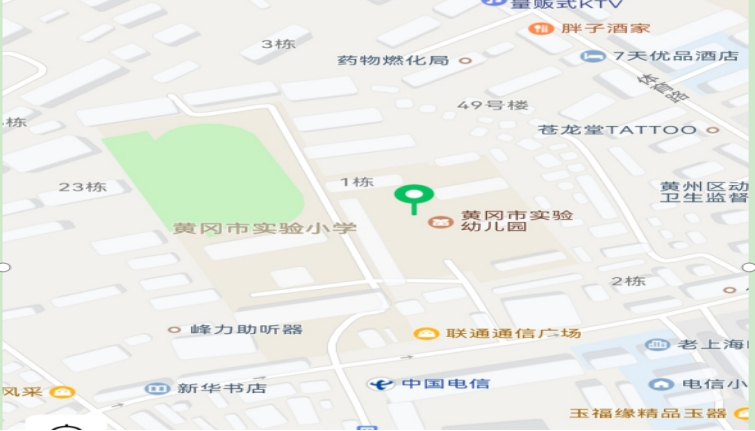 量贩式KTV
胖子酒家
3栋
药物燃化局
7天优品酒店
体育路
49号楼
栋
苍龙堂TATTOO
23栋
1栋
黄州区动
卫生监督
黄冈市实验
幼儿园
黄冈市实验小学
2栋
峰力助听器
联通通信广场
老上海
风采
新华书店
中国电信
电信小
玉福缘精品玉器